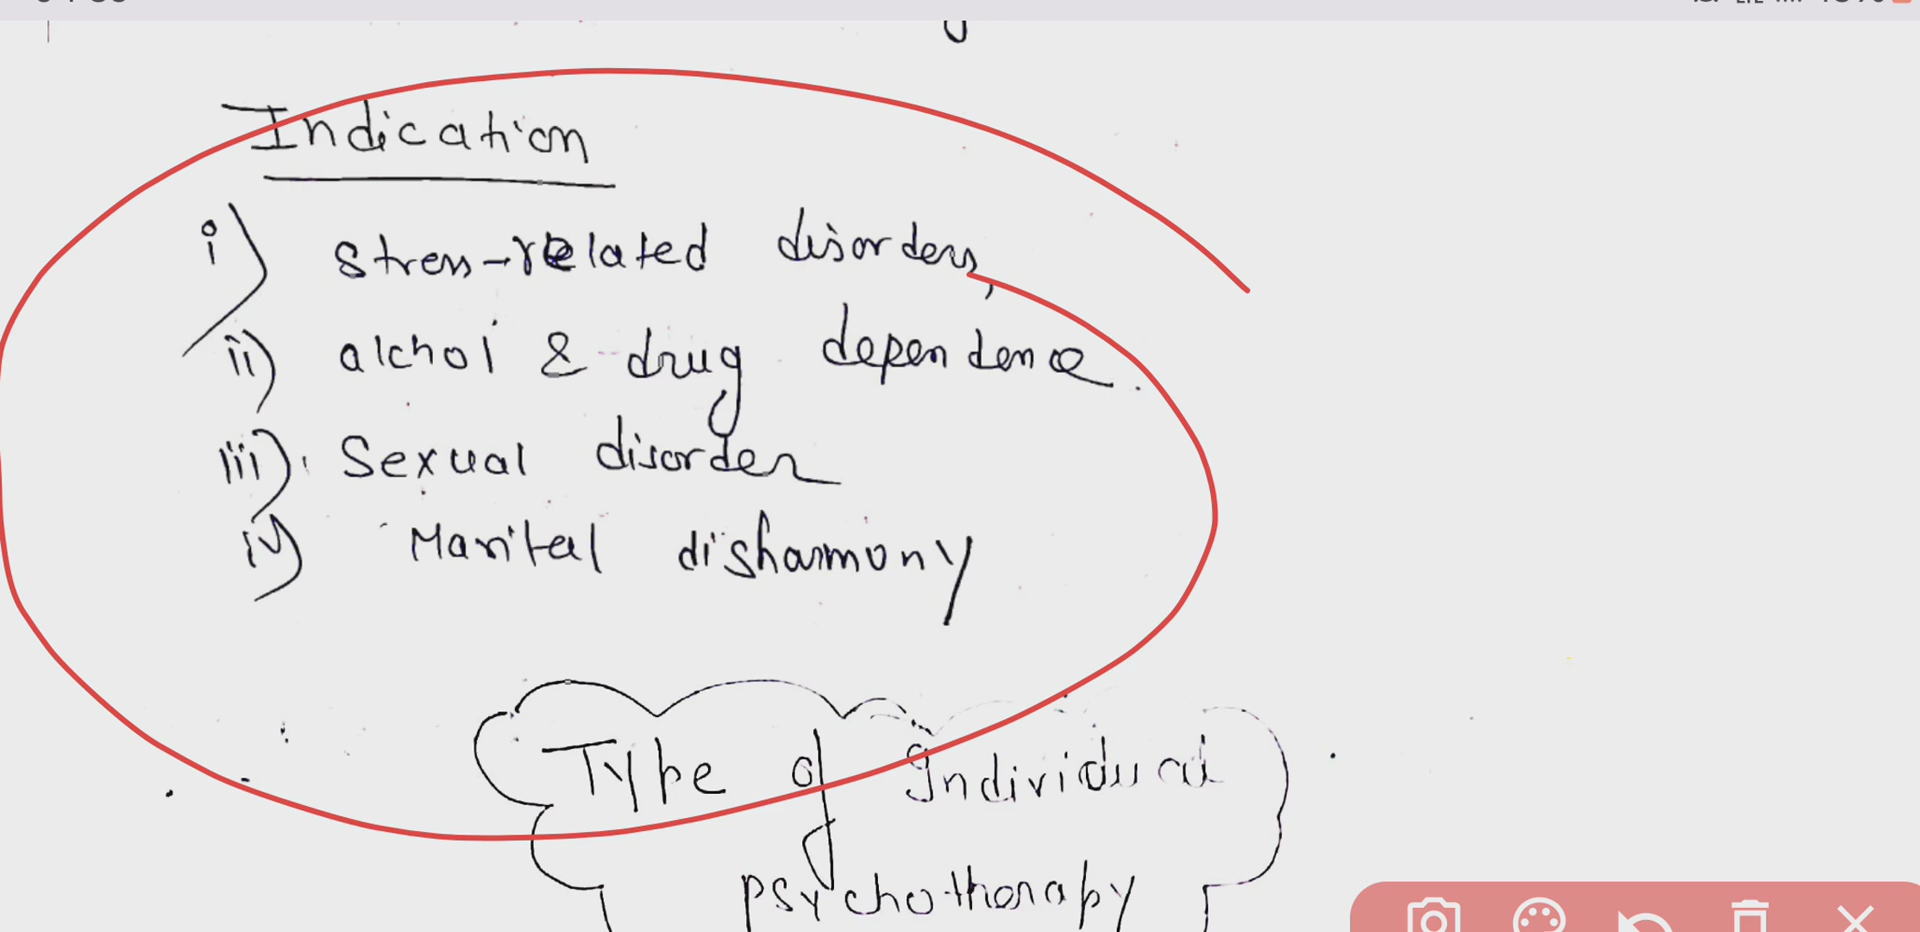 Indication
i) stress-related disorders,
ii) alchol & drug dependence.
iii). Sexual disorder
iv) Marital disharmony
Type of Individual
psychotherapy